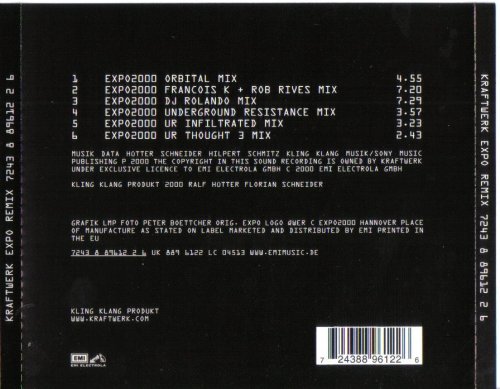 KRAFTWERK EXPO REMIX 7243 8 89612 2 6
1 EXPO2000 ORBITAL MIX 4.55
2 EXPO2000 FRANCOIS K + ROB RIVES MIX 7.20
3 EXPO2000 DJ ROLANDO MIX 7.29
4 EXPO2000 UNDERGROUND RESISTANCE MIX 3.57
5 EXPO2000 UR INFILTRATED MIX 3.23
6 EXPO2000 UR THOUGHT 3 MIX 2.43
MUSIK DATA HUTTER SCHNEIDER HILPERT SCHMITZ KLING KLANG MUSIK/SONY MUSIC
PUBLISHING P 2000 THE COPYRIGHT IN THIS SOUND RECORDING IS OWNED BY KRAFTWERK
UNDER EXCLUSIVE LICENCE TO EMI ELECTROLA GMBH C 2000 EMI ELECTROLA GMBH
KLING KLANG PRODUKT 2000 RALF HUTTER FLORIAN SCHNEIDER
GRAFIK LMP FOTO PETER BOETTCHER ORIG. EXPO LOGO QWER C EXPO2000 HANNOVER PLACE
OF MANUFACTURE AS STATED ON LABEL MARKETED AND DISTRIBUTED BY EMI PRINTED IN
THE EU
7243 8 89612 2 6 UK 889 6122 LC 04513 WWW.EMIMUSIC.DE
KLING KLANG PRODUKT
WWW.KRAFTWERK.COM
EMI
EMI ELECTROLA
7 24388 96122 6
KRAFTWERK EXPO REMIX 7243 8 89612 2 6